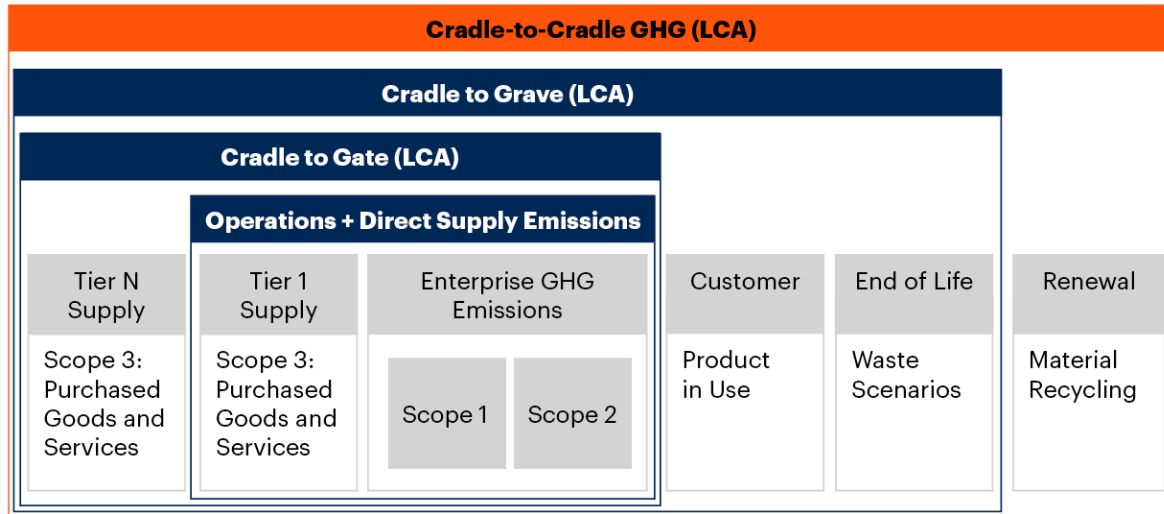 Cradle-to-Cradle GHG (LCA)
Cradle to Grave (LCA)
Cradle to Gate (LCA)
Operations + Direct Supply Emissions
Tier N
Supply
Scope 3:
Purchased
Goods and
Services
Tier 1
Supply
Scope 3:
Purchased
Goods and
Services
Enterprise GHG
Emissions
Scope 1
Scope 2
Customer
Product
in Use
End of Life
Waste
Scenarios
Renewal
Material
Recycling